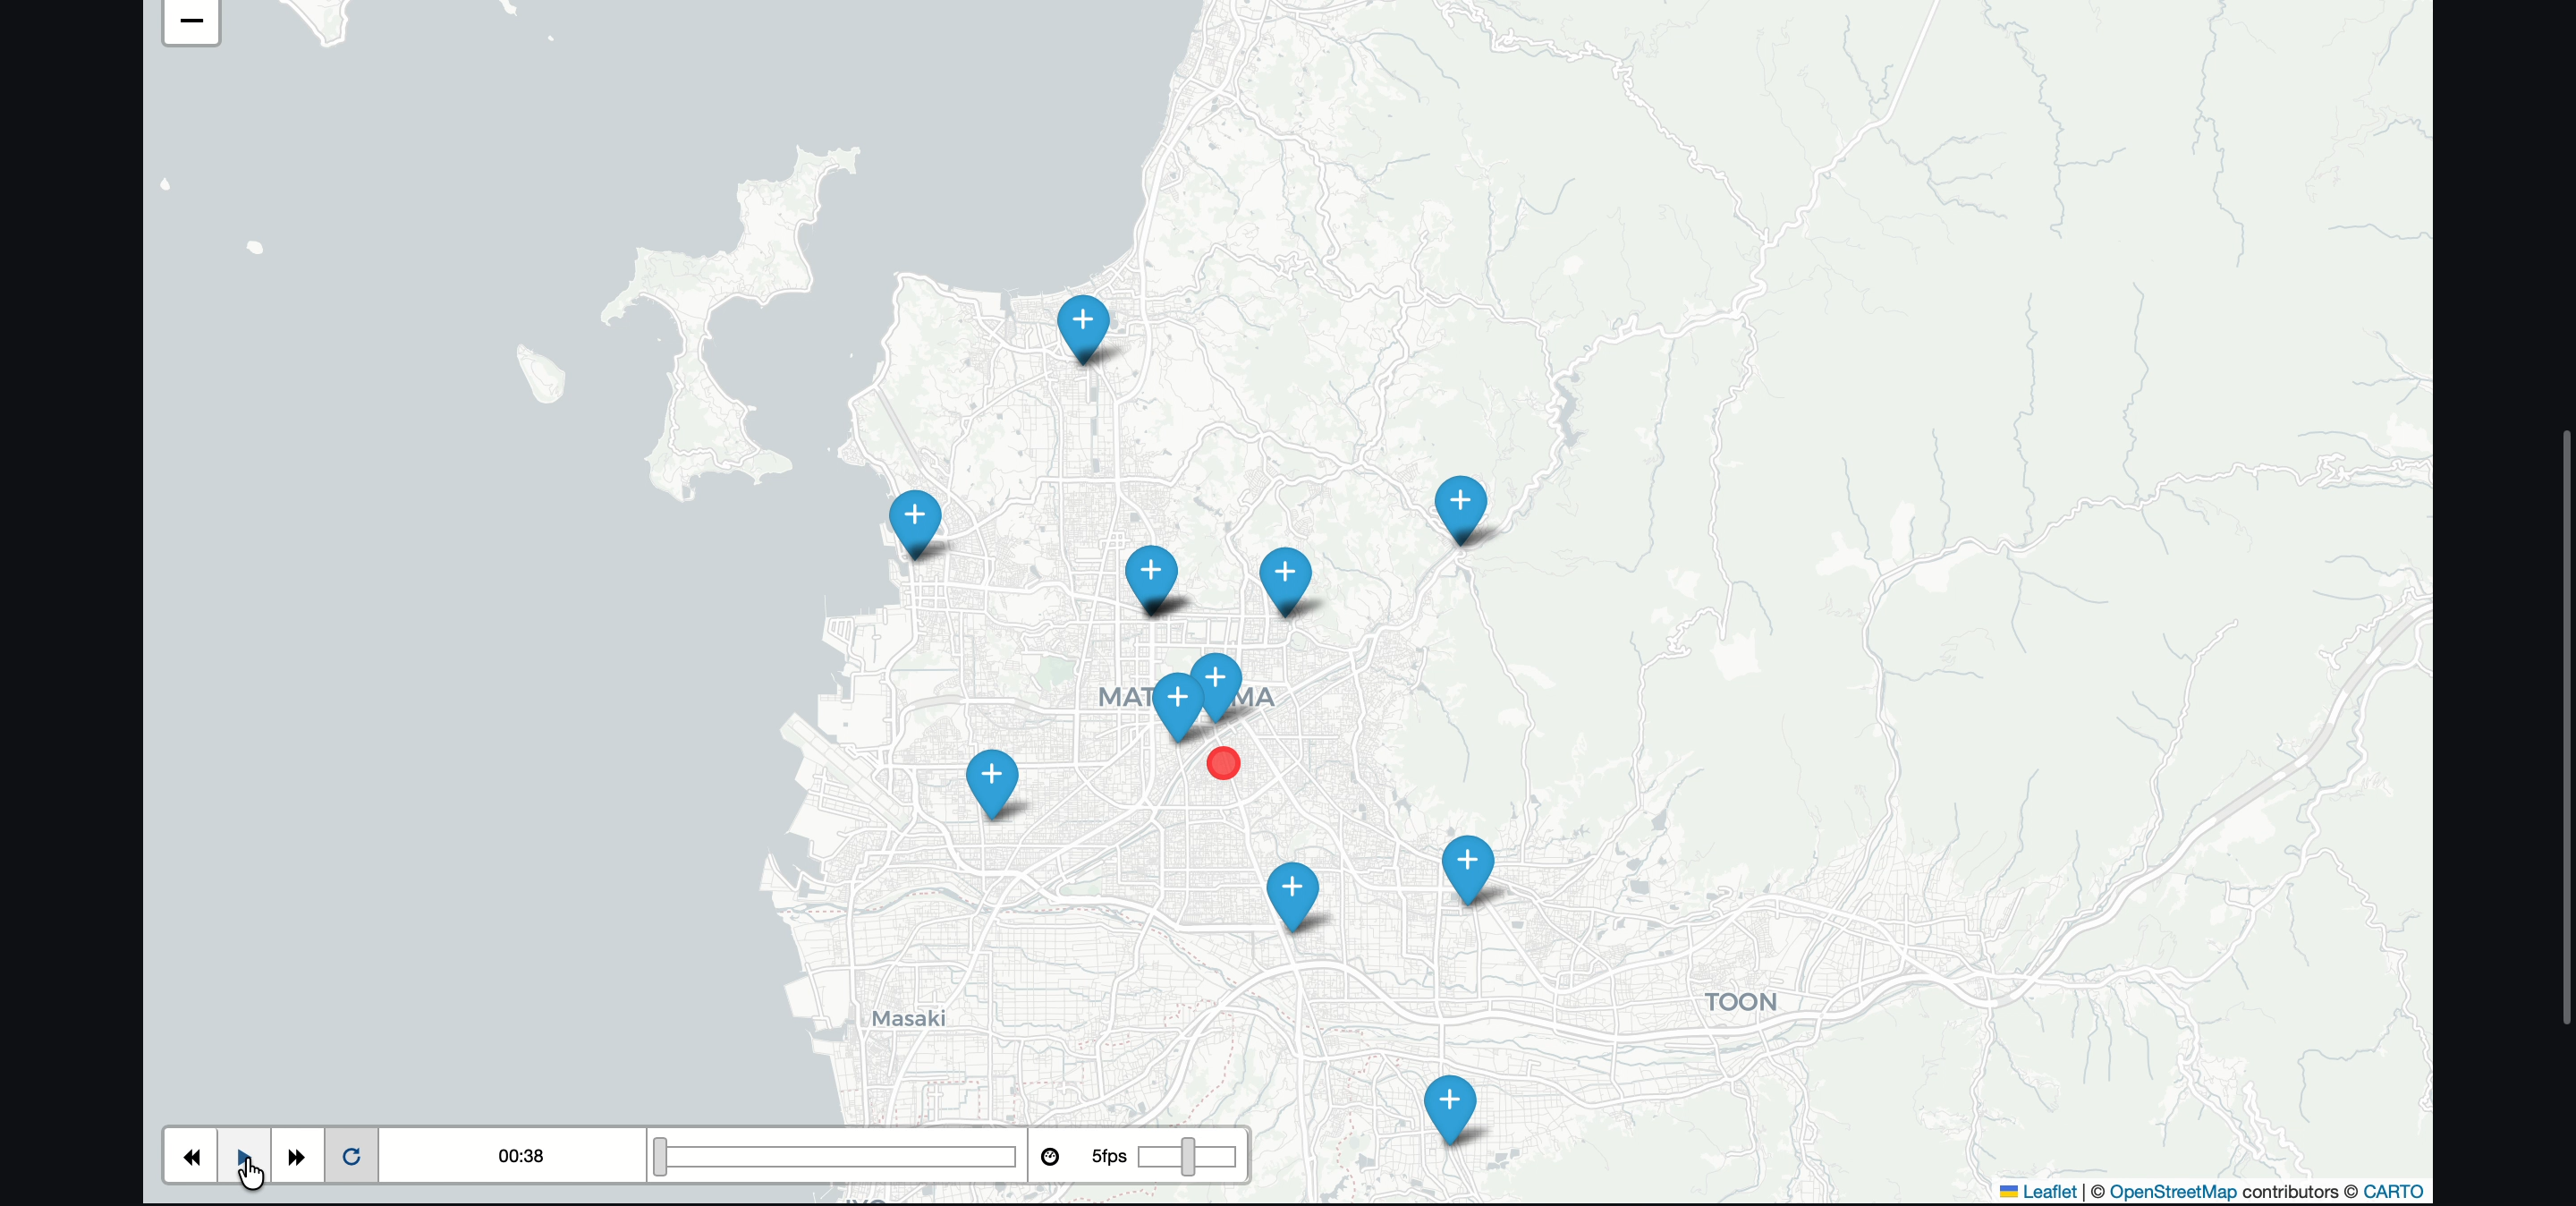 MAT MA
Masaki
TOON
00:38
5fps
Leaflet | © OpenStreetMap contributors © CARTO